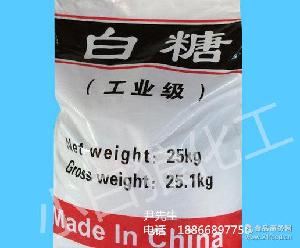 白糖
(工业级)
Net weight: 25kg
Gross weight: 25.1kg
尹先生
电话：18866897750
Made In China